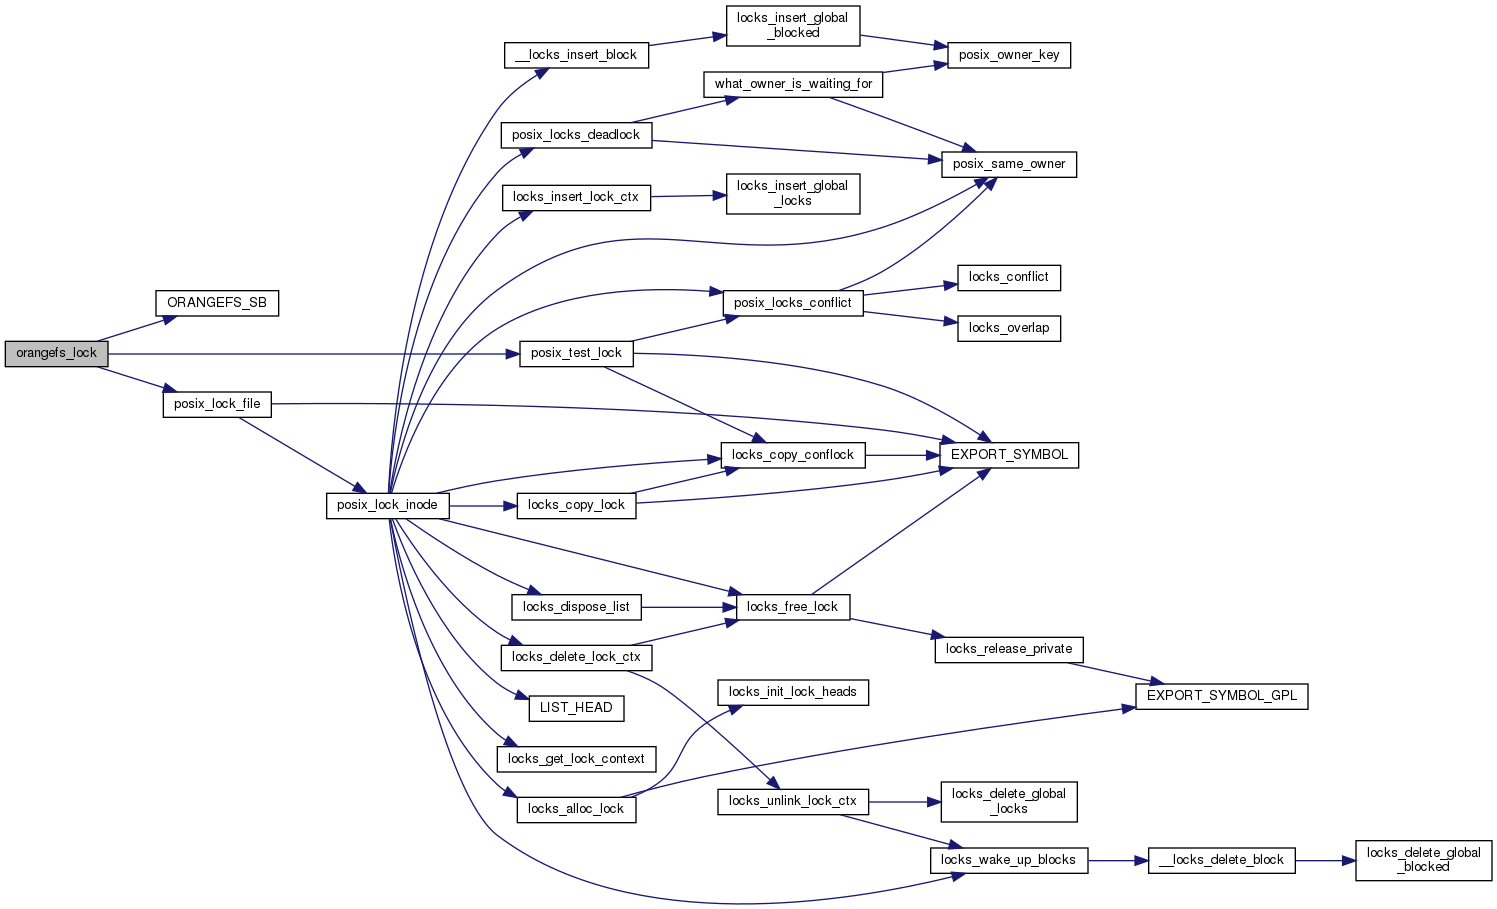 locks_insert_global
_blocked
__locks_insert_block
posix_owner_key
what_owner_is_waiting_for
posix_locks_deadlock
posix_same_owner
locks_insert_lock_ctx
locks_insert_global
_locks
locks_conflict
ORANGEFS_SB
posix_locks_conflict
locks_overlap
orangefs_lock
posix_test_lock
posix_lock_file
locks_copy_conflock
EXPORT_SYMBOL
posix_lock_inode
locks_copy_lock
locks_dispose_list
locks_free_lock
locks_release_private
locks_delete_lock_ctx
locks_init_lock_heads
EXPORT_SYMBOL_GPL
LIST_HEAD
locks_get_lock_context
locks_unlink_lock_ctx
locks_delete_global
_locks
locks_alloc_lock
locks_wake_up_blocks
__locks_delete_block
locks_delete_global
_blocked